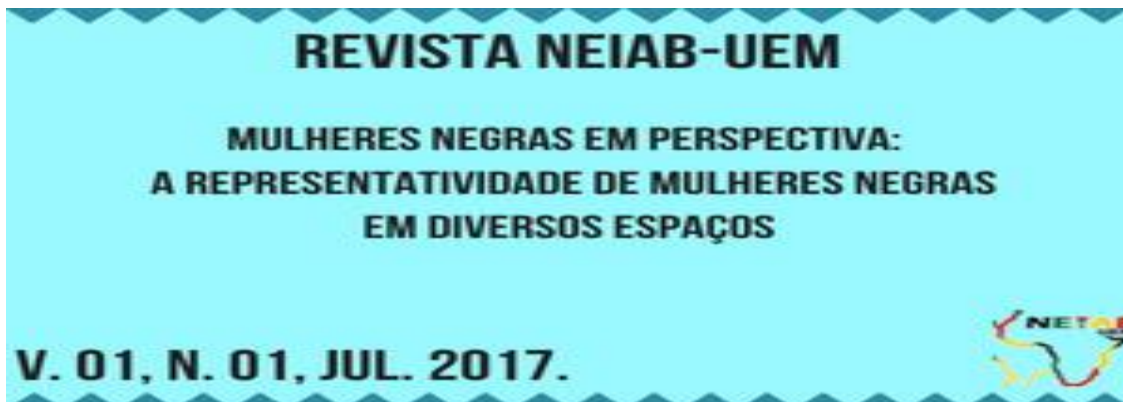 REVISTA NEIAB-UEM
MULHERES NEGRAS EM PERSPECTIVA:
A REPRESENTATIVIDADE DE MULHERES NEGRAS
EM DIVERSOS ESPAÇOS
V. 01, N. 01, JUL. 2017.